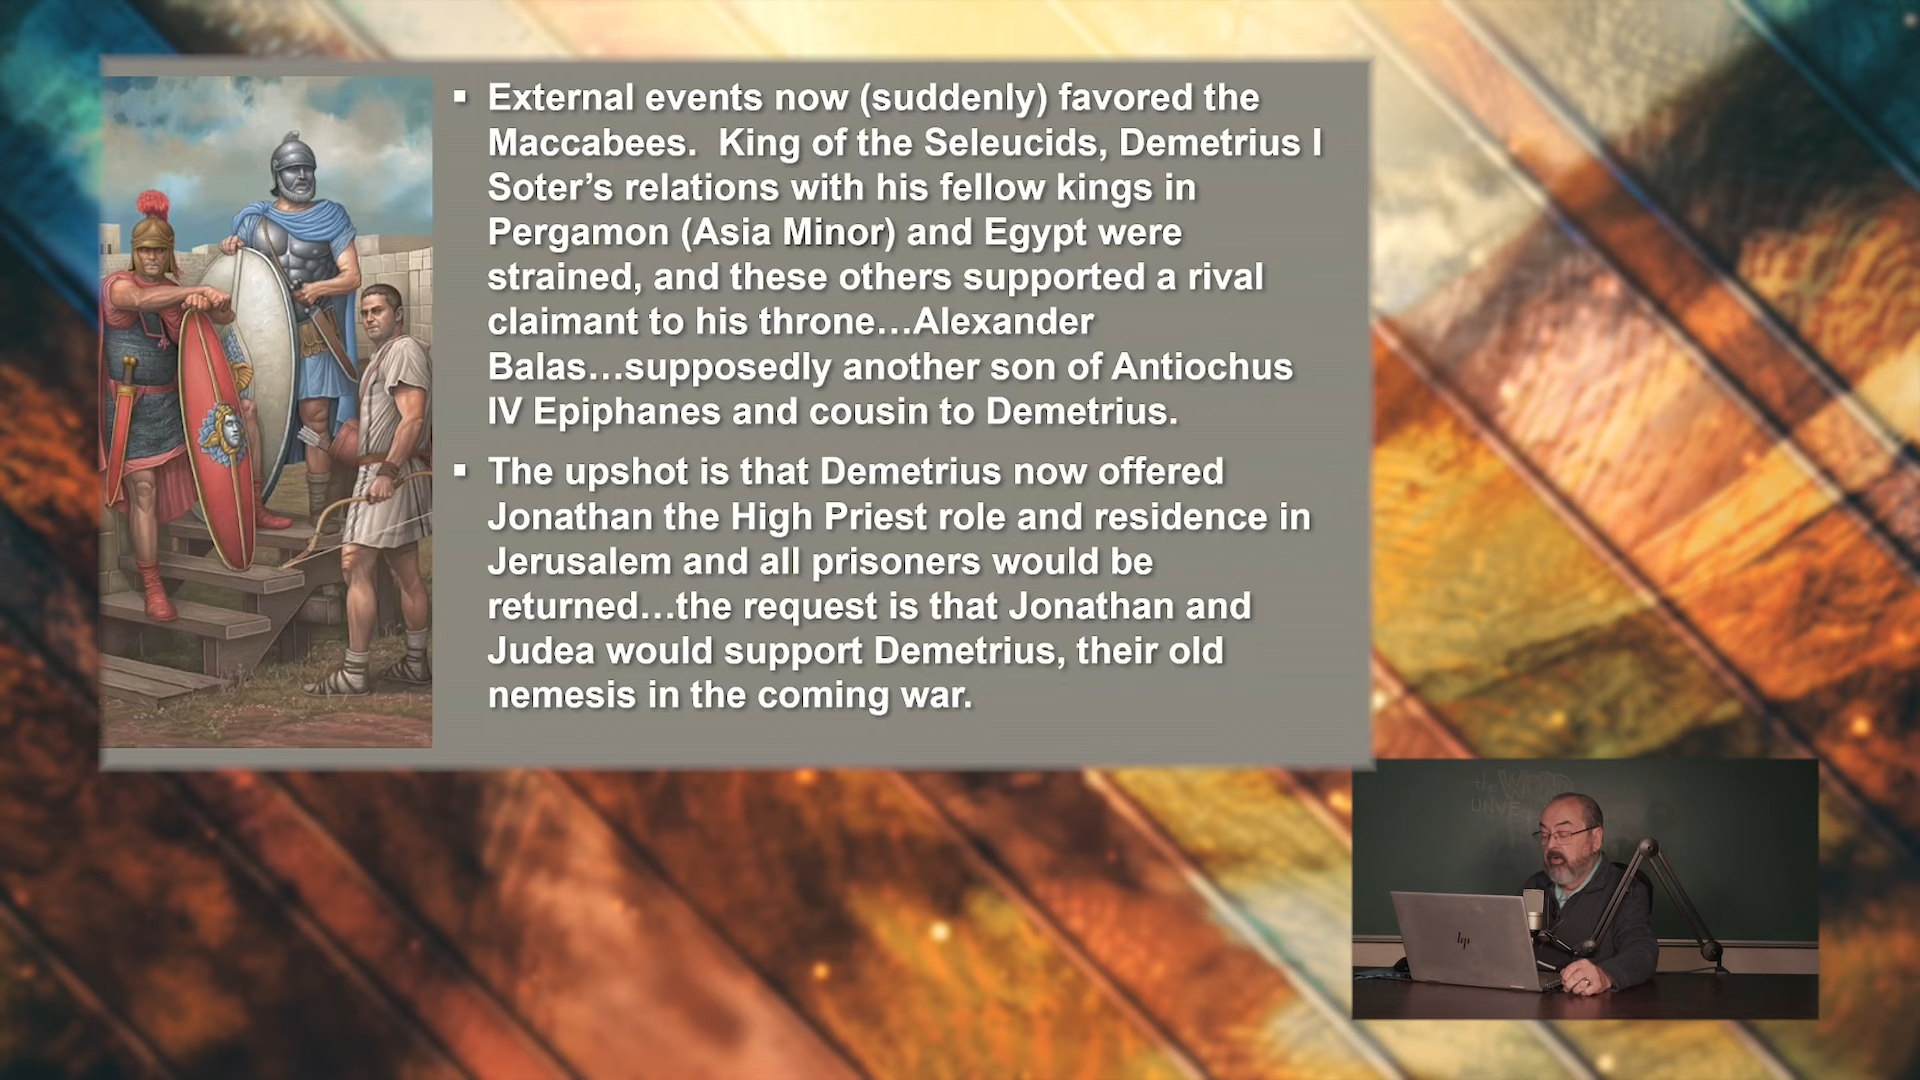 ▪ External events now (suddenly) favored the
Maccabees.  King of the Seleucids, Demetrius I
Soter’s relations with his fellow kings in
Pergamon (Asia Minor) and Egypt were
strained, and these others supported a rival
claimant to his throne…Alexander
Balas…supposedly another son of Antiochus
IV Epiphanes and cousin to Demetrius.
▪ The upshot is that Demetrius now offered
Jonathan the High Priest role and residence in
Jerusalem and all prisoners would be
returned…the request is that Jonathan and
Judea would support Demetrius, their old
nemesis in the coming war.
the WORD
hp